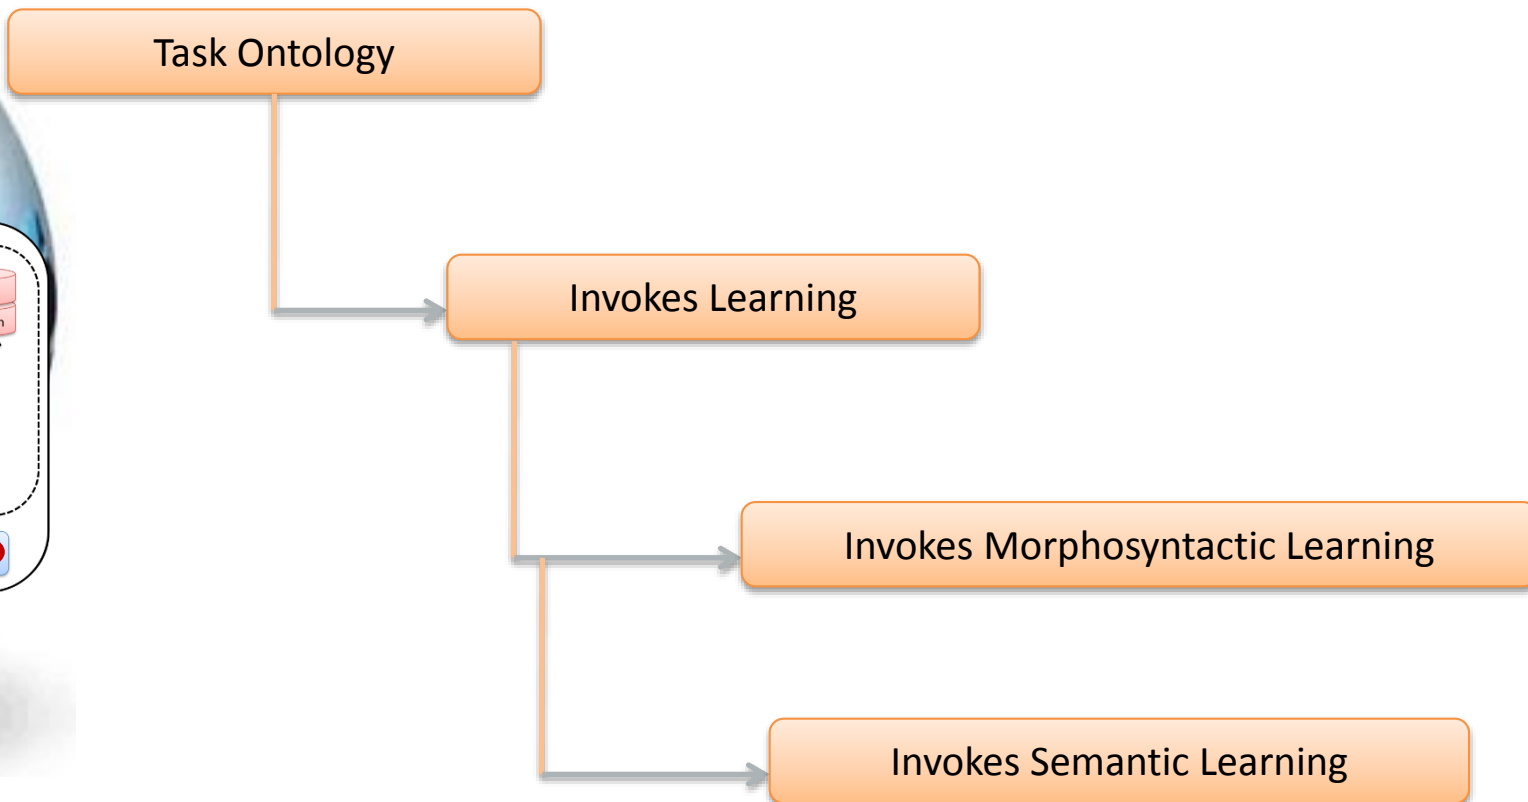 Task Ontology
Invokes Learning
Invokes Morphosyntactic Learning
Invokes Semantic Learning